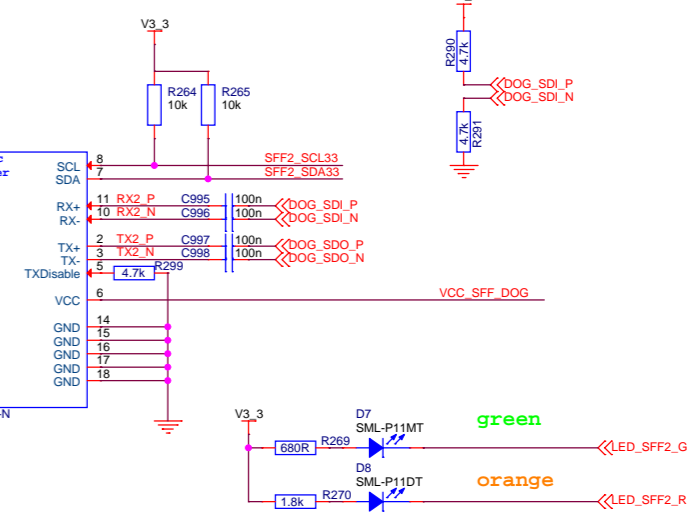 V3_3
R264
10k
R265
10k
R290
4.7k
DOG_SDI_P
DOG_SDI_N
4.7k
R291
c
er
SCL 8 SFF2_SCL33
SDA 7 SFF2_SDA33
RX+ 11 RX2_P C995 100n DOG_SDI_P
RX- 10 RX2_N C996 100n DOG_SDI_N
TX+ 2 TX2_P C997 100n DOG_SDO_P
TX- 3 TX2_N C998 100n DOG_SDO_N
TXDisable 5 4.7k R299
VCC 6 VCC_SFF_DOG
GND 14
GND 15
GND 16
GND 17
GND 18
-N
V3_3
D7
SML-P11MT
green
680R R269 LED_SFF2_G
D8
SML-P11DT
orange
1.8k R270 LED_SFF2_R